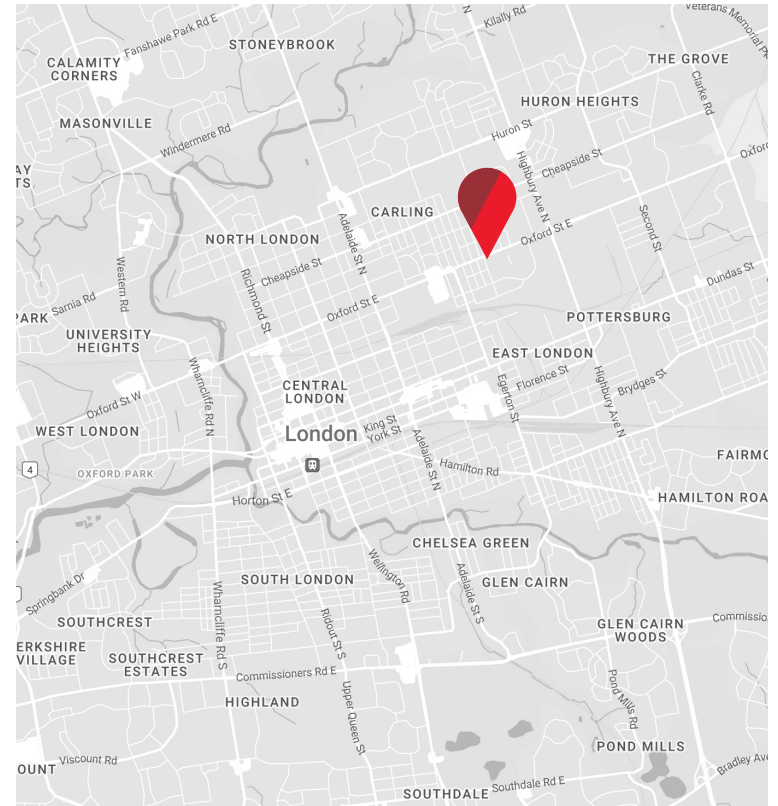 Kilally Rd
Veterans Memorial Pk
Fanshawe Park Rd E
N
STONEYBROOK
CALAMITY
CORNERS
THE GROVE
Clarke Rd
HURON HEIGHTS
MASONVILLE
Huron St
Windermere Rd
Highbury Ave N
Cheapside St
Oxford
AY
TS
CARLING
Adelaide St N
Second St
Oxford St E
NORTH LONDON
Cheapside St
Western Rd
Richmond St
Dundas St
Sarnia Rd
Oxford St E
PARK
POTTERSBURG
UNIVERSITY
HEIGHTS
EAST LONDON
Wharncliffe Rd N
Florence St
Egerton St
Highbury Ave N
Brydges St
CENTRAL
LONDON
Oxford St W
King St
York St
London
WEST LONDON
Adelaide St N
FAIRMO
4
OXFORD PARK
Hamilton Rd
Horton St E
HAMILTON ROA
CHELSEA GREEN
Wellington Rd
Adelaide St S
SOUTH LONDON
GLEN CAIRN
Springbank Dr
Wharncliffe Rd S
Ridout St S
SOUTHCREST
Commissio
GLEN CAIRN
WOODS
ERKSHIRE
VILLAGE
SOUTHCREST
ESTATES
Commissioners Rd E
Pond Mills Rd
HIGHLAND
Upper Queen St
POND MILLS
Viscount Rd
OUNT
Bradley Ave
Southdale Rd E
SOUTHDALE